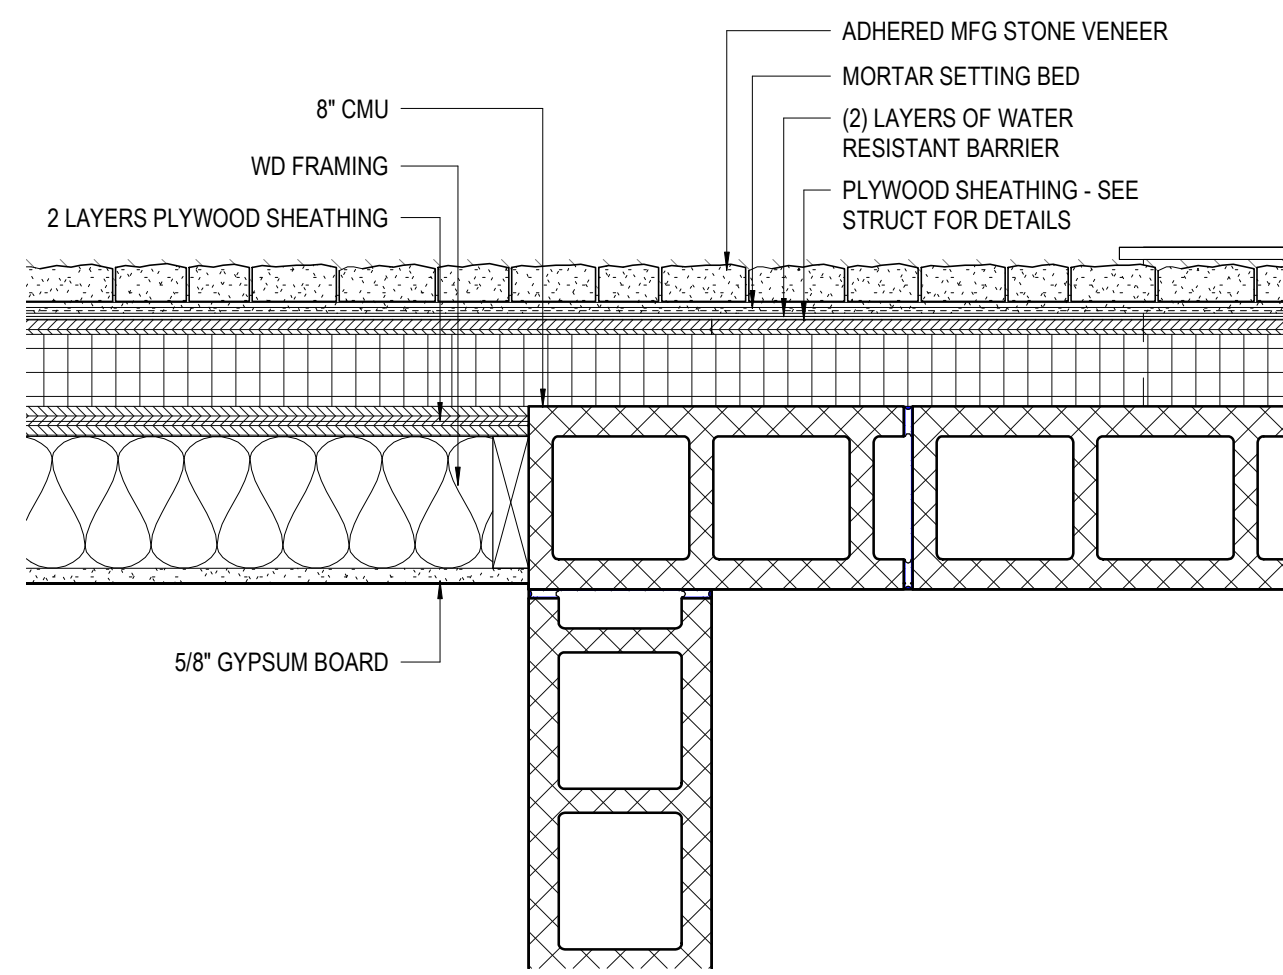 ADHERED MFG STONE VENEER
MORTAR SETTING BED
8" CMU
(2) LAYERS OF WATER
RESISTANT BARRIER
WD FRAMING
PLYWOOD SHEATHING - SEE
STRUCT FOR DETAILS
2 LAYERS PLYWOOD SHEATHING
5/8" GYPSUM BOARD